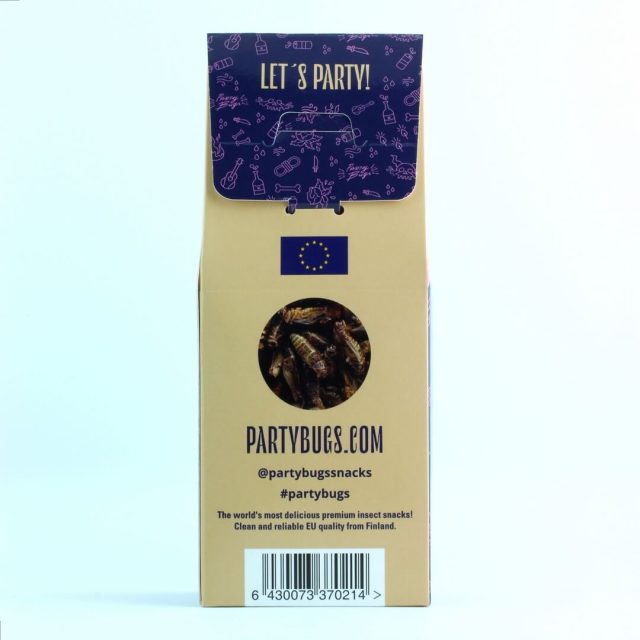 LET´S PARTY!
PARTYBUGS.COM
@partybugssnacks
#partybugs
The world's most delicious premium insect snacks!
Clean and reliable EU quality from Finland.
6 430073 370214 >